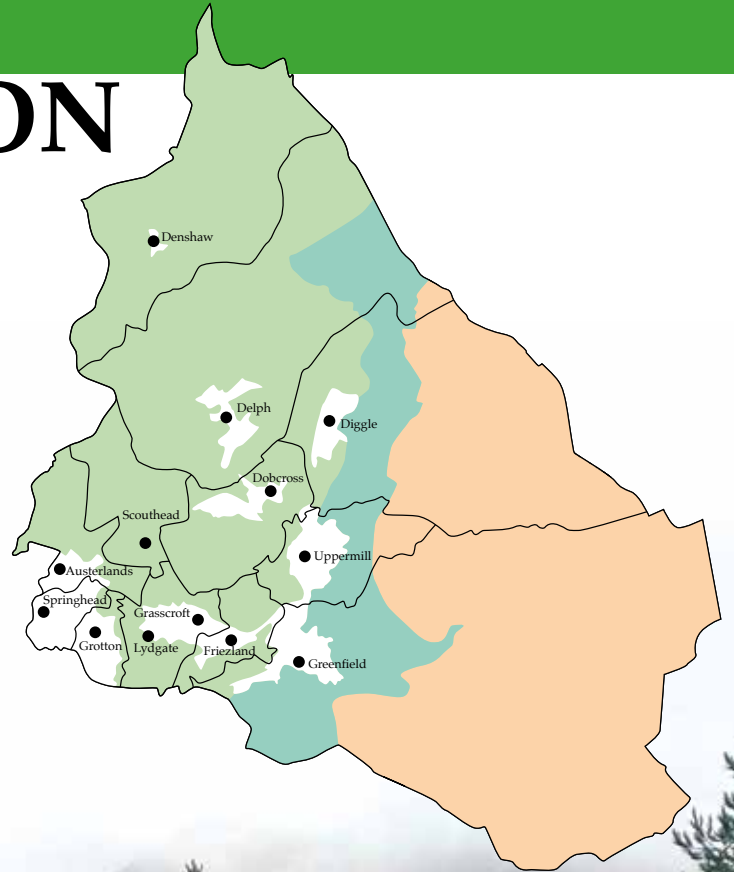 ON
Denshaw
Delph
Diggle
Dobcross
Scouthead
Uppermill
Austerlands
Springhead
Grasscroft
Grotton
Lydgate
Friezland
Greenfield